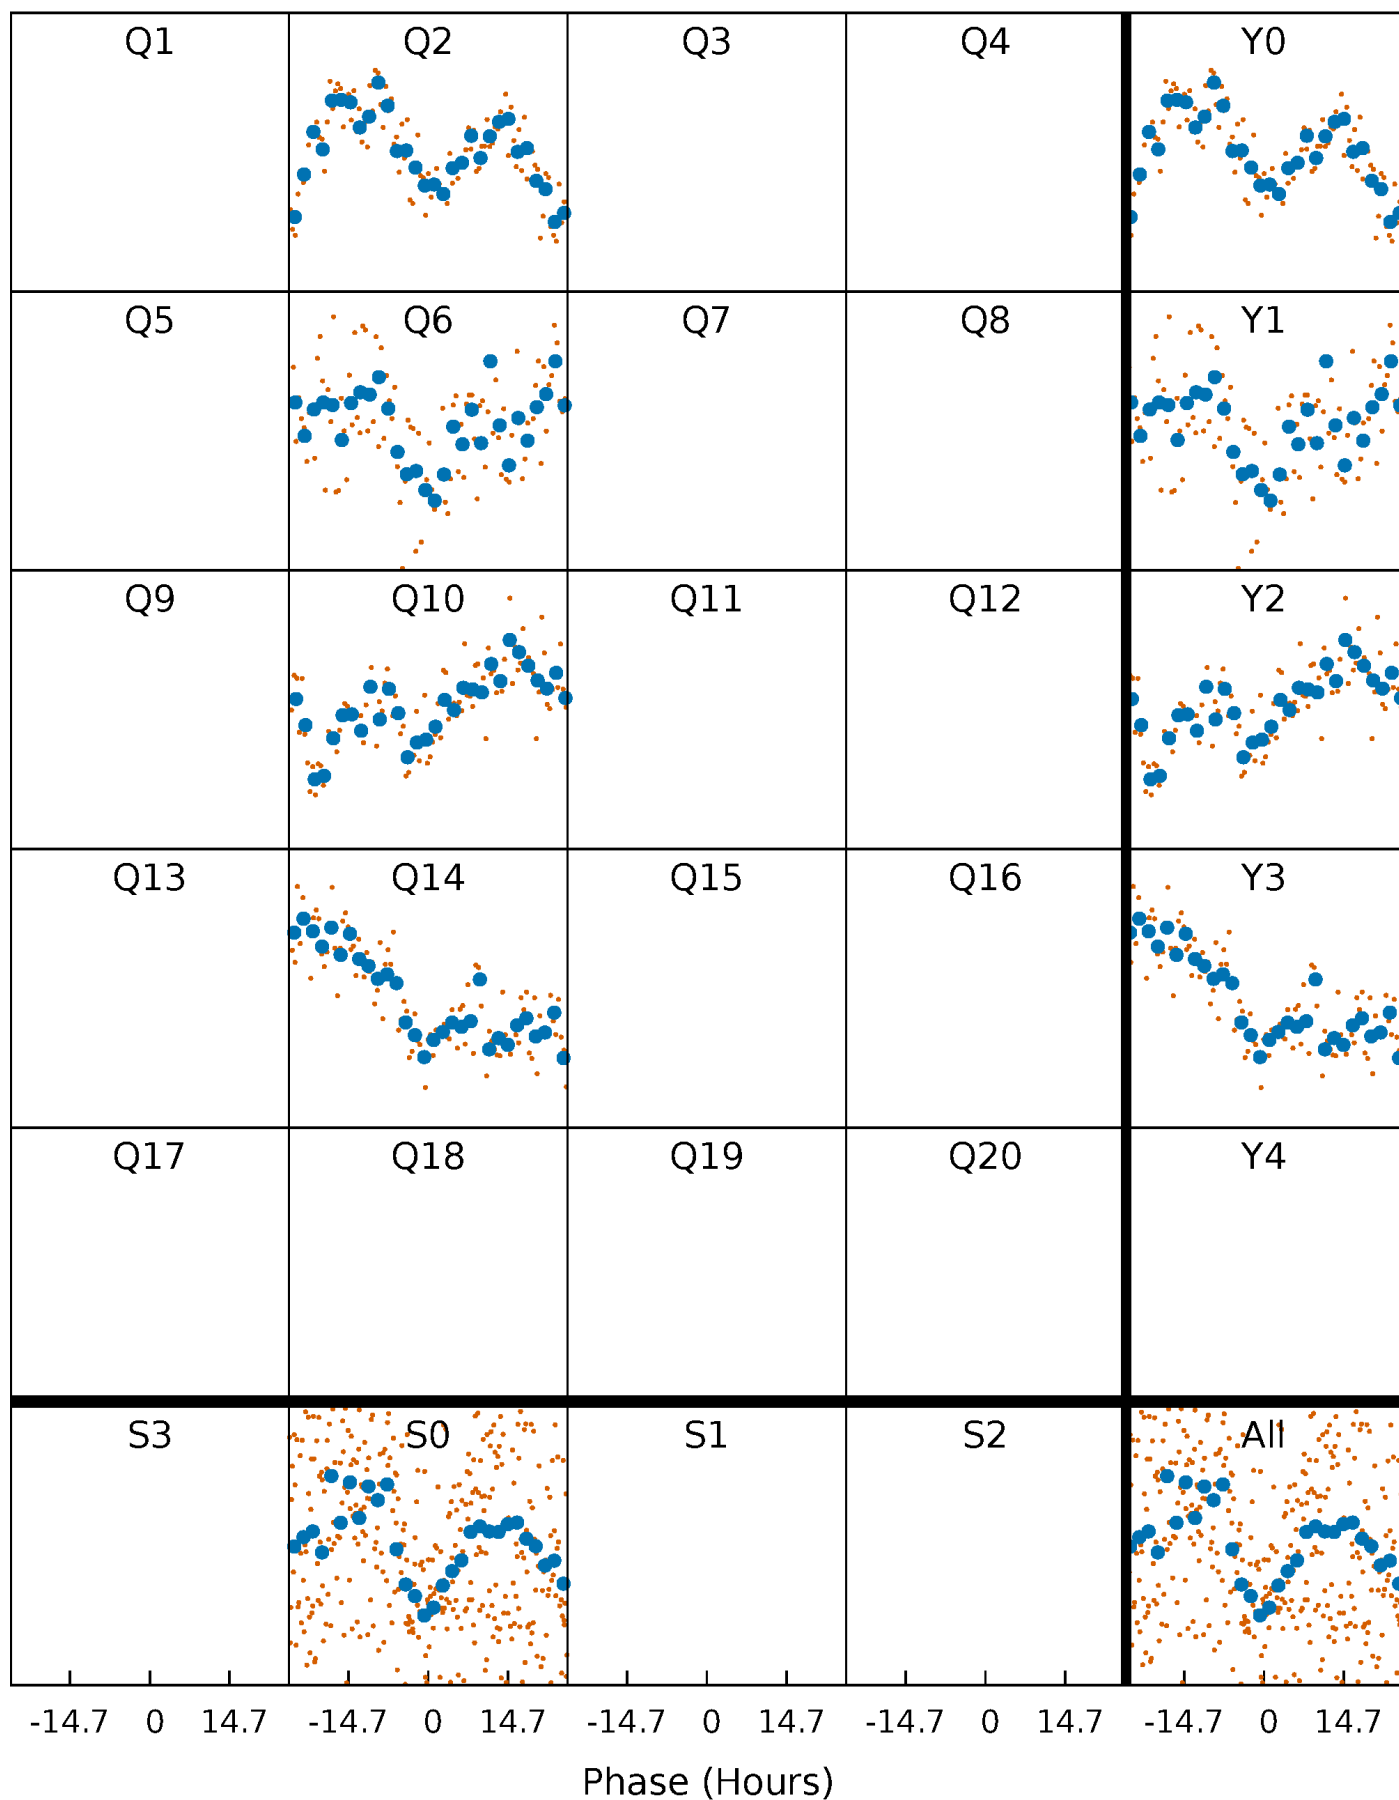 Q1 Q2 Q3 Q4 Y0
Q5 Q6 Q7 Q8 Y1
Q9 Q10 Q11 Q12 Y2
Q13 Q14 Q15 Q16 Y3
Q17 Q18 Q19 Q20 Y4
S3 S0 S1 S2 All
-14.7 0 14.7 -14.7 0 14.7 -14.7 0 14.7 -14.7 0 14.7 -14.7 0 14.7
Phase (Hours)